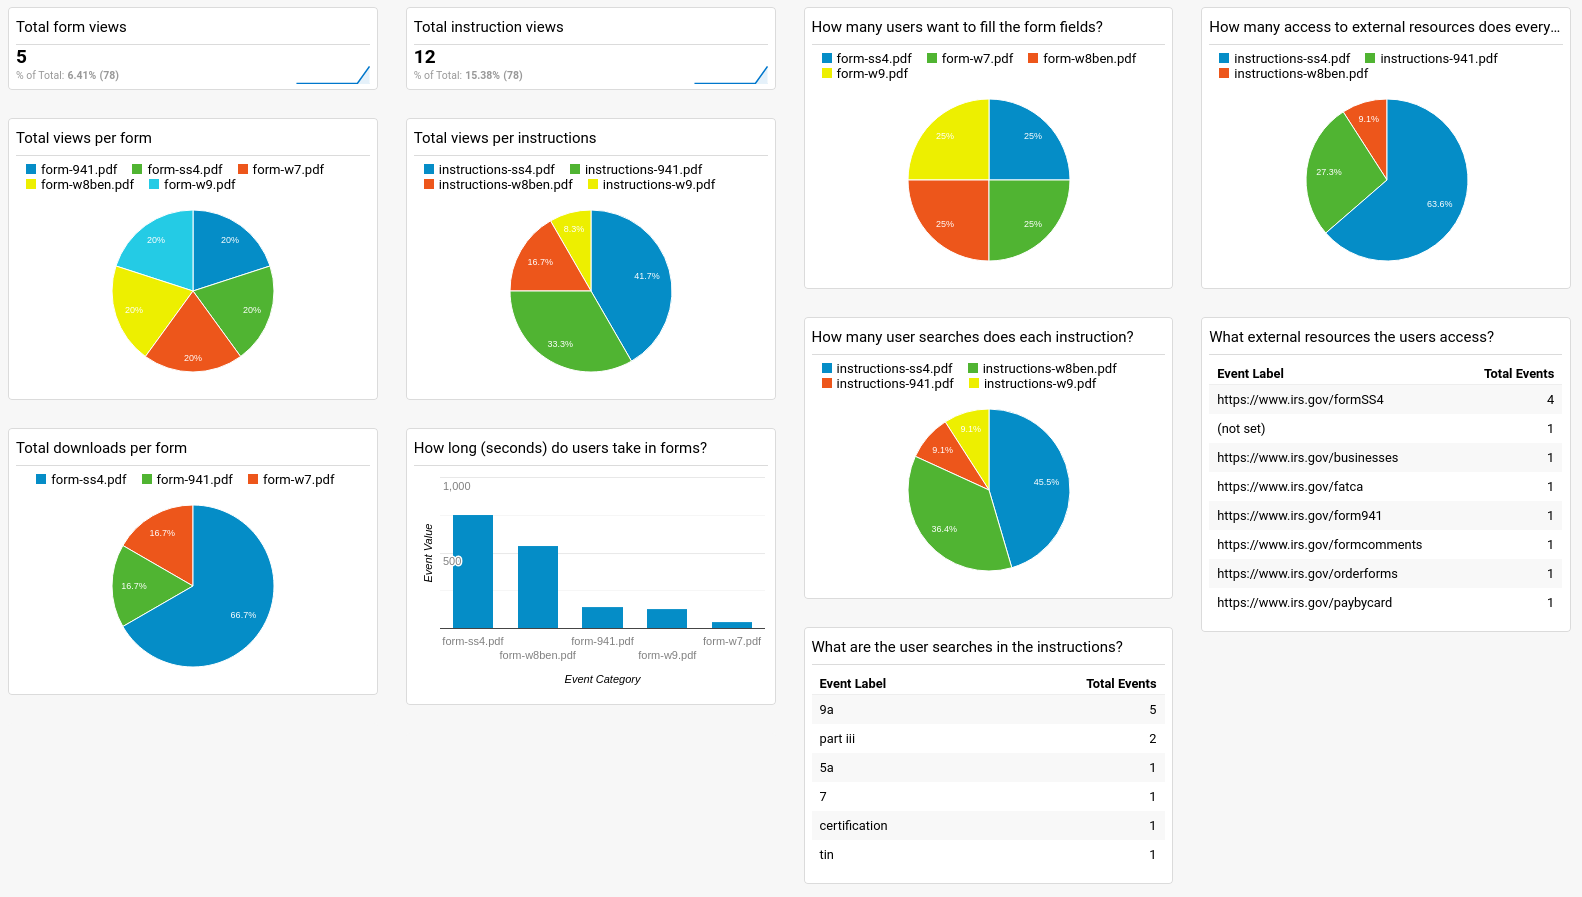 Total form views
5
% of Total: 6.41% (78)
Total views per form
form-941.pdf form-ss4.pdf form-w7.pdf
form-w8ben.pdf form-w9.pdf
20% 20%
20% 20%
20%
Total downloads per form
form-ss4.pdf form-941.pdf form-w7.pdf
16.7%
16.7%
66.7%
Total instruction views
12
% of Total: 15.38% (78)
Total views per instructions
instructions-ss4.pdf instructions-941.pdf
instructions-w8ben.pdf instructions-w9.pdf
8.3%
16.7%
41.7%
33.3%
How long (seconds) do users take in forms?
1,000
500
Event Value
form-ss4.pdf form-941.pdf form-w7.pdf
form-w8ben.pdf form-w9.pdf
Event Category
How many users want to fill the form fields?
form-ss4.pdf form-w7.pdf form-w8ben.pdf
form-w9.pdf
25% 25%
25% 25%
How many user searches does each instruction?
instructions-ss4.pdf instructions-w8ben.pdf
instructions-941.pdf instructions-w9.pdf
9.1%
9.1%
45.5%
36.4%
What are the user searches in the instructions?
Event Label Total Events
9a 5
part iii 2
5a 1
7 1
certification 1
tin 1
How many access to external resources does every...
instructions-ss4.pdf instructions-941.pdf
instructions-w8ben.pdf
9.1%
27.3%
63.6%
What external resources the users access?
Event Label Total Events
https://www.irs.gov/formSS4 4
(not set) 1
https://www.irs.gov/businesses 1
https://www.irs.gov/fatca 1
https://www.irs.gov/form941 1
https://www.irs.gov/formcomments 1
https://www.irs.gov/orderforms 1
https://www.irs.gov/paybycard 1